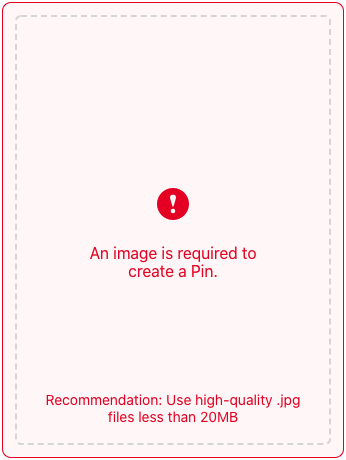 An image is required to
create a Pin.
Recommendation: Use high-quality .jpg
files less than 20MB